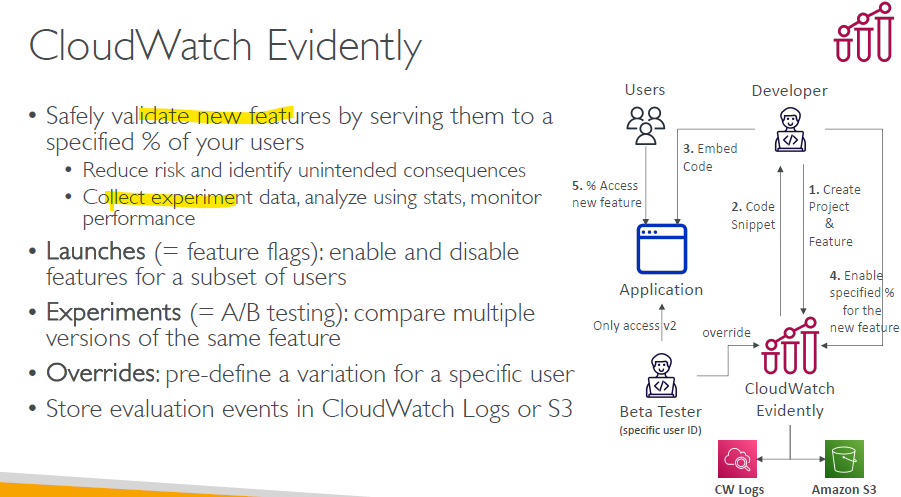 CloudWatch Evidently
• Safely validate new features by serving them to a
specified % of your users
• Reduce risk and identify unintended consequences
• Collect experiment data, analyze using stats, monitor
performance
• Launches (= feature flags): enable and disable
features for a subset of users
• Experiments (= A/B testing): compare multiple
versions of the same feature
• Overrides: pre-define a variation for a specific user
• Store evaluation events in CloudWatch Logs or S3
Users
Developer
3. Embed
Code
5. % Access
new feature
1. Create
Project
&
Feature
2. Code
Snippet
4. Enable
specified %
for the
new feature
Application
Only access v2
override
Beta Tester
(specific user ID)
CloudWatch
Evidently
CW Logs
Amazon S3